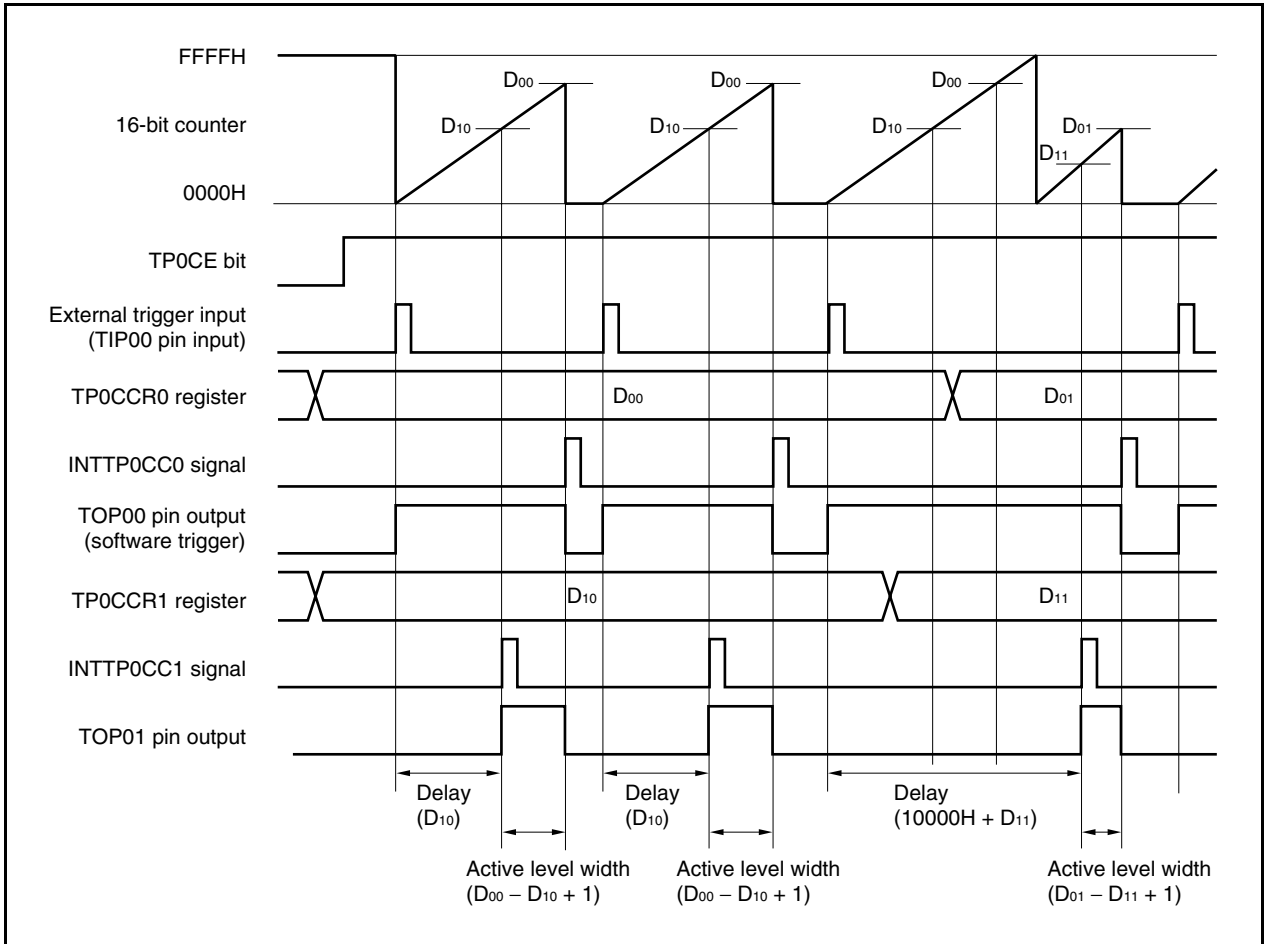 FFFFH
16-bit counter
0000H
D00
D10
D00
D10
D00
D10
D01
D11
TP0CE bit
External trigger input
(TIP00 pin input)
TP0CCR0 register
D00
D01
INTTP0CC0 signal
TOP00 pin output
(software trigger)
TP0CCR1 register
D10
D11
INTTP0CC1 signal
TOP01 pin output
Delay
(D10)
Delay
(D10)
Delay
(10000H + D11)
Active level width
(D00 − D10 + 1)
Active level width
(D00 − D10 + 1)
Active level width
(D01 − D11 + 1)